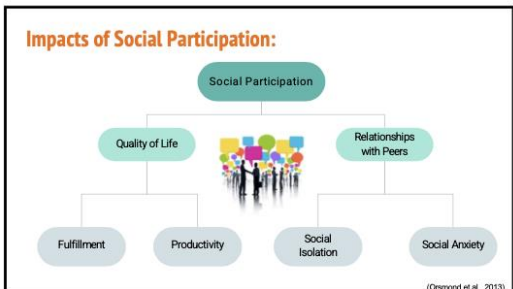 Impacts of Social Participation:
Social Participation
Quality of Life
Relationships
with Peers
Fulfillment
Productivity
Social
Isolation
Social Anxiety
(Orsmond et al., 2013)